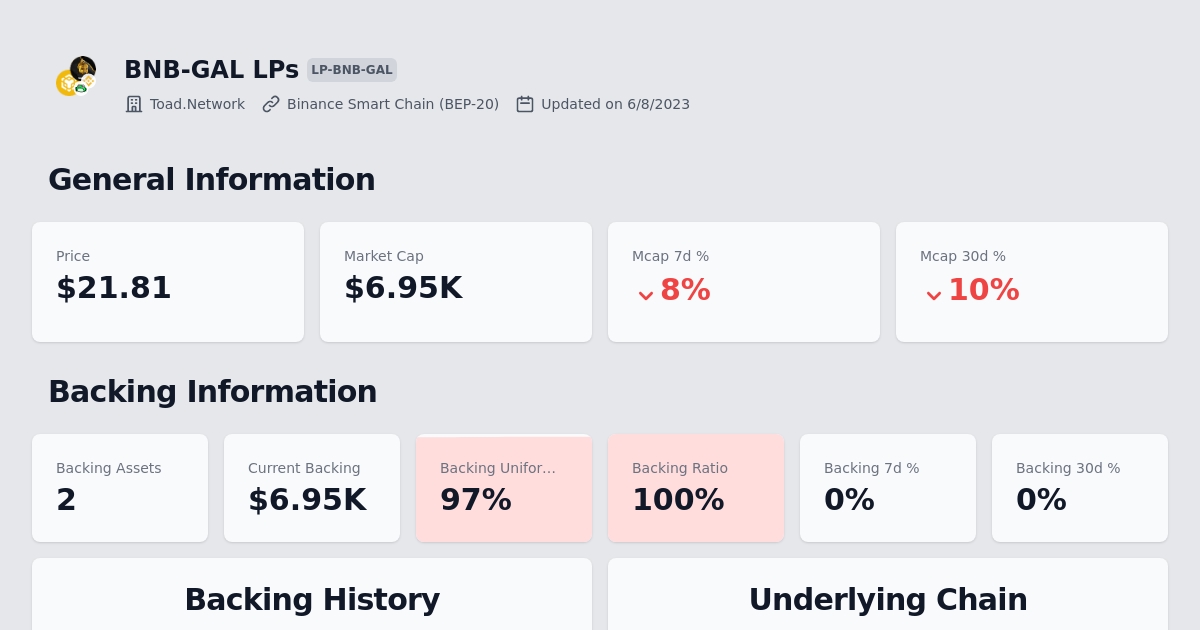 BNB-GAL LPs LP-BNB-GAL
Toad.Network Binance Smart Chain (BEP-20) Updated on 6/8/2023
General Information
Price
$21.81
Market Cap
$6.95K
Mcap 7d %
8%
Mcap 30d %
10%
Backing Information
Backing Assets
2
Current Backing
$6.95K
Backing Unifor...
97%
Backing Ratio
100%
Backing 7d %
0%
Backing 30d %
0%
Backing History
Underlying Chain